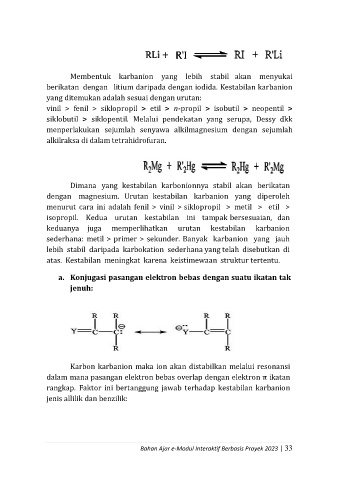 RLi + R'I ⇌ RI + R'Li
Membentuk karbanion yang lebih stabil akan menyukai
berikatan dengan litium daripada dengan iodida. Kestabilan karbanion
yang ditemukan adalah sesuai dengan urutan:
vinil > fenil > siklopropil > etil > n-propil > isobutil > neopentil >
siklobutil > siklopentil. Melalui pendekatan yang serupa, Dessy dkk
memperlakukan sejumlah senyawa alkilmagnesium dengan sejumlah
alkilraksa di dalam tetrahidrofuran.
R₂Mg + R'₂Hg ⇌ R₂Hg + R'₂Mg
Dimana yang kestabilan karbonionnya stabil akan berikatan
dengan magnesium. Urutan kestabilan karbanion yang diperoleh
menurut cara ini adalah fenil > vinil > siklopropil > metil > etil >
isopropil. Kedua urutan kestabilan ini tampak bersesuaian, dan
keduanya juga memperlihatkan urutan kestabilan karbanion
sederhana: metil > primer > sekunder. Banyak karbanion yang jauh
lebih stabil daripada karbokation sederhana yang telah disebutkan di
atas. Kestabilan meningkat karena keistimewaan struktur tertentu.
a. Konjugasi pasangan elektron bebas dengan suatu ikatan tak
jenuh:
R R R R
Y=C—C:⊖ ↔ ⊖Y—C=C
R R
Karbon karbanion maka ion akan distabilkan melalui resonansi
dalam mana pasangan elektron bebas overlap dengan elektron π ikatan
rangkap. Faktor ini bertanggung jawab terhadap kestabilan karbanion
jenis allilik dan benzilik:
Bahan Ajar e-Modul Interaktif Berbasis Proyek 2023 | 33